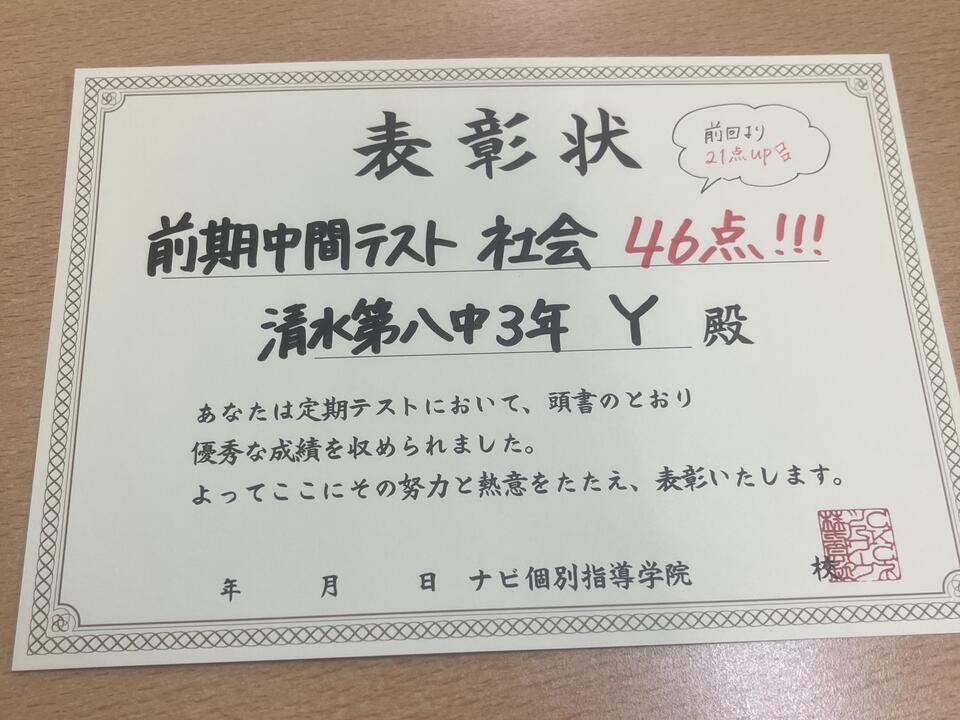 表彰状
前回より
21点up
前期中間テスト 社会 46点!!!
清水第八中3年 Y 殿
あなたは定期テストにおいて、頭書のとおり
優秀な成績を収められました。
よってここにその努力と熱意をたたえ、表彰いたします。
年 月 日 ナビ個別指導学院 校